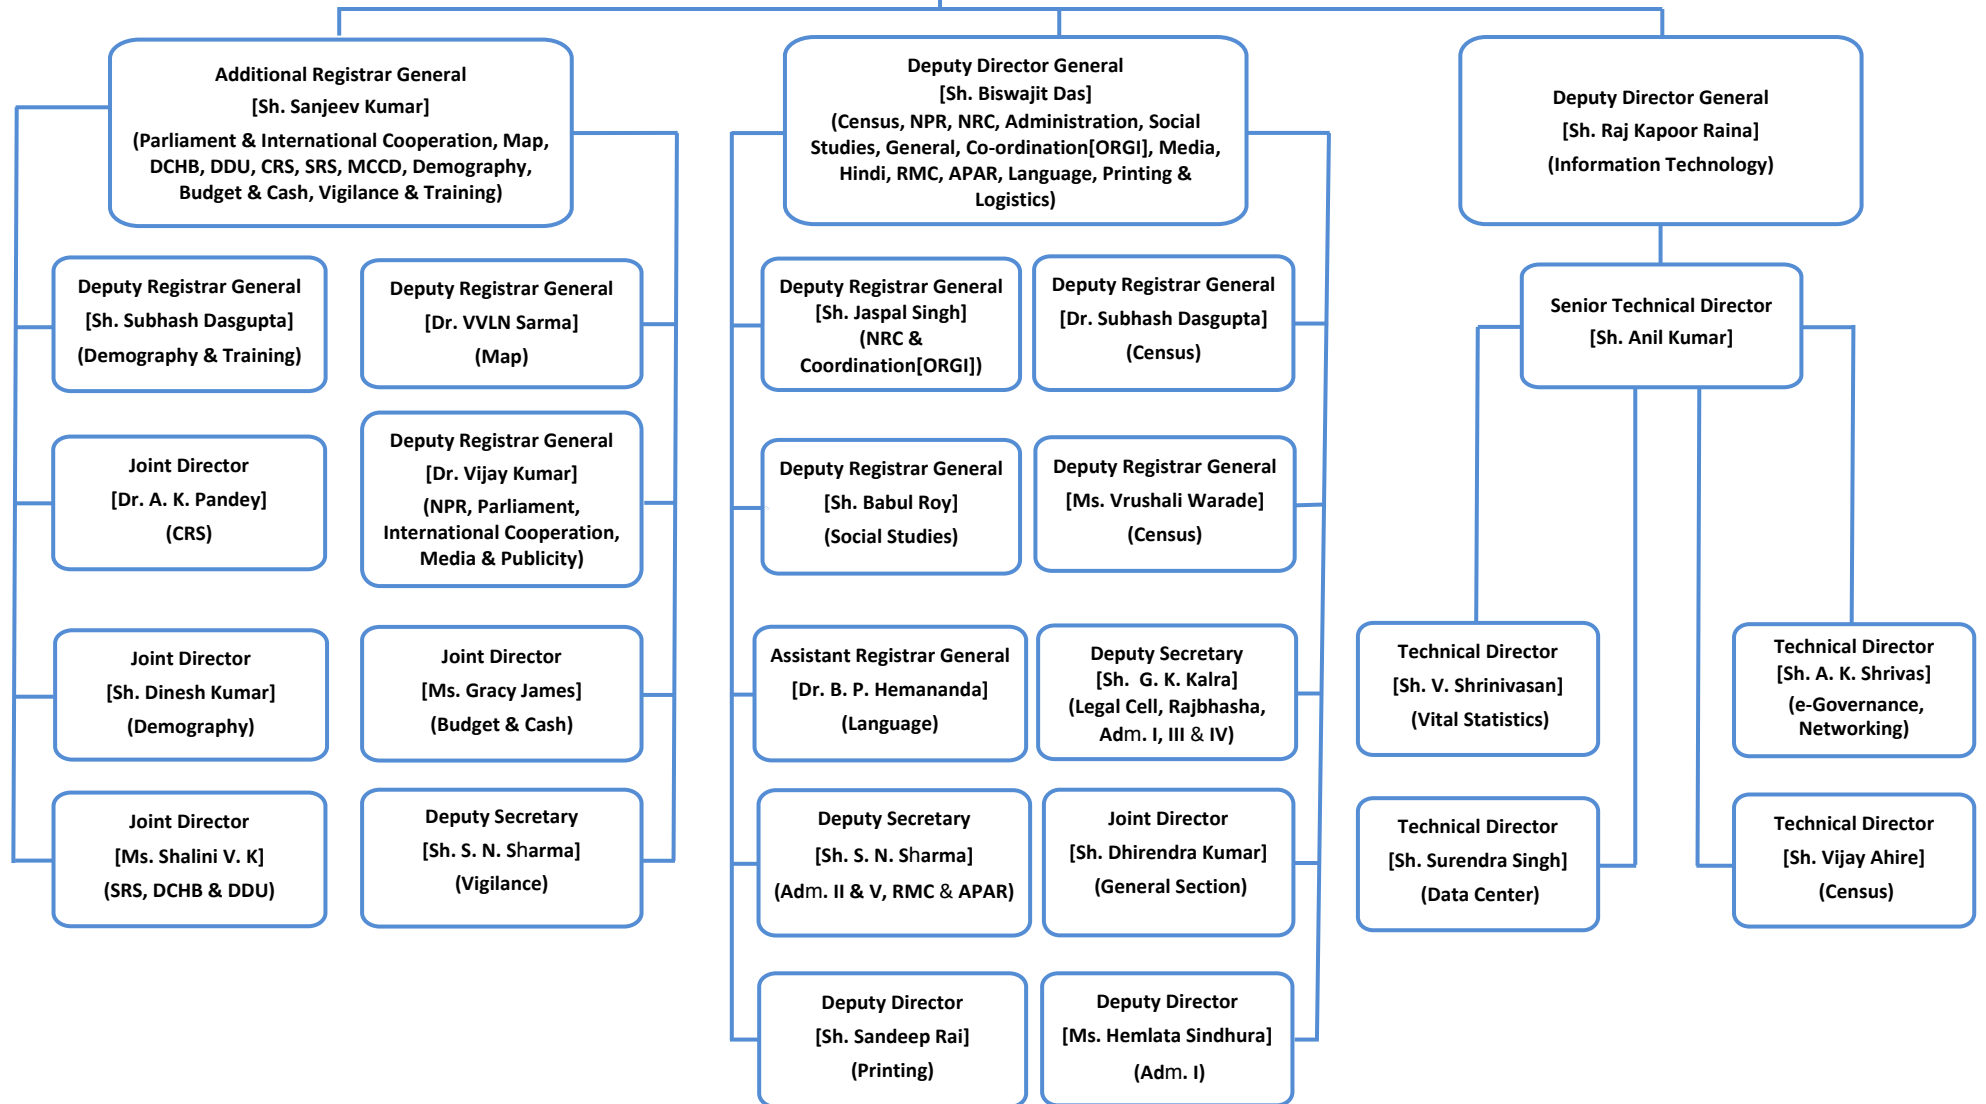 Additional Registrar General
[Sh. Sanjeev Kumar]
(Parliament & International Cooperation, Map,
DCHB, DDU, CRS, SRS, MCCD, Demography,
Budget & Cash, Vigilance & Training)
Deputy Registrar General
[Sh. Subhash Dasgupta]
(Demography & Training)
Deputy Registrar General
[Dr. VVLN Sarma]
(Map)
Joint Director
[Dr. A. K. Pandey]
(CRS)
Deputy Registrar General
[Dr. Vijay Kumar]
(NPR, Parliament,
International Cooperation,
Media & Publicity)
Joint Director
[Sh. Dinesh Kumar]
(Demography)
Joint Director
[Ms. Gracy James]
(Budget & Cash)
Joint Director
[Ms. Shalini V. K]
(SRS, DCHB & DDU)
Deputy Secretary
[Sh. S. N. Sharma]
(Vigilance)
Deputy Director General
[Sh. Biswajit Das]
(Census, NPR, NRC, Administration, Social
Studies, General, Co-ordination[ORGI], Media,
Hindi, RMC, APAR, Language, Printing &
Logistics)
Deputy Registrar General
[Sh. Jaspal Singh]
(NRC &
Coordination[ORGI])
Deputy Registrar General
[Dr. Subhash Dasgupta]
(Census)
Deputy Registrar General
[Sh. Babul Roy]
(Social Studies)
Deputy Registrar General
[Ms. Vrushali Warade]
(Census)
Assistant Registrar General
[Dr. B. P. Hemananda]
(Language)
Deputy Secretary
[Sh. G. K. Kalra]
(Legal Cell, Rajbhasha,
Adm. I, III & IV)
Deputy Secretary
[Sh. S. N. Sharma]
(Adm. II & V, RMC & APAR)
Joint Director
[Sh. Dhirendra Kumar]
(General Section)
Deputy Director
[Sh. Sandeep Rai]
(Printing)
Deputy Director
[Ms. Hemlata Sindhura]
(Adm. I)
Deputy Director General
[Sh. Raj Kapoor Raina]
(Information Technology)
Senior Technical Director
[Sh. Anil Kumar]
Technical Director
[Sh. V. Shrinivasan]
(Vital Statistics)
Technical Director
[Sh. A. K. Shrivas]
(e-Governance,
Networking)
Technical Director
[Sh. Surendra Singh]
(Data Center)
Technical Director
[Sh. Vijay Ahire]
(Census)